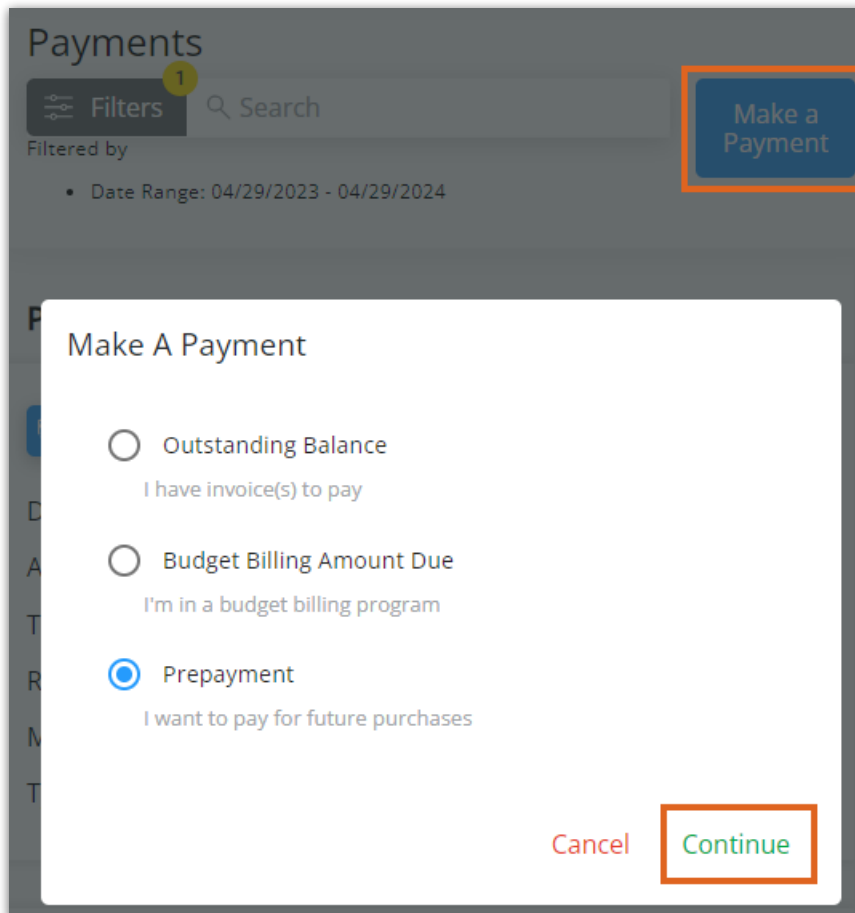 Payments
1
Filters
Search
Make a
Payment
Filtered by
• Date Range: 04/29/2023 - 04/29/2024
Make A Payment
Outstanding Balance
I have invoice(s) to pay
Budget Billing Amount Due
I'm in a budget billing program
Prepayment
I want to pay for future purchases
Cancel
Continue